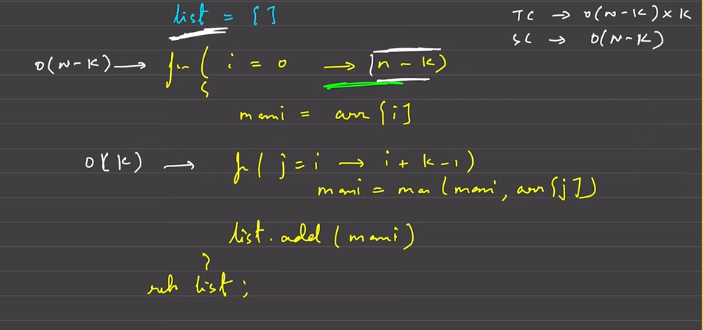 list = [ ]
TC → O(N-K) x K
SC → O(N-K)
O(N-K) → for ( i = 0 → n - k)
{
maxi = arr [i]
O(K) → for ( j = i → i + k - 1)
maxi = max (maxi, arr [j])
list.add (maxi)
}
return list;